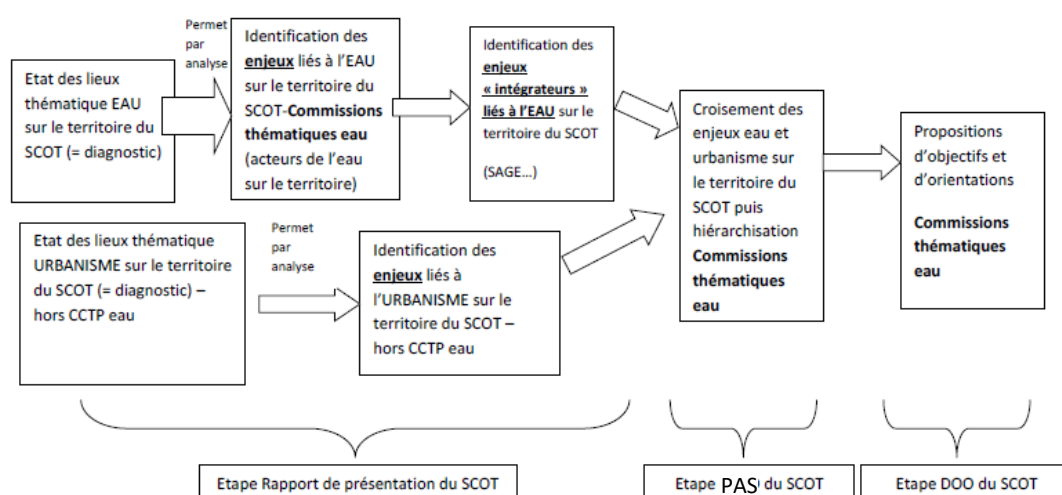 Permet
par
analyse
Etat des lieux
thématique EAU
sur le territoire du
SCOT (= diagnostic)
Identification des
enjeux liés à l'EAU
sur le territoire du
SCOT-Commissions
thématiques eau
(acteurs de l'eau
sur le territoire)
Identification des
enjeux
« intégrateurs »
liés à l'EAU sur le
territoire du SCOT
(SAGE...)
Croisement des
enjeux eau et
urbanisme sur
le territoire du
SCOT puis
hiérarchisation
Commissions
thématiques
eau
Propositions
d'objectifs et
d'orientations
Commissions
thématiques
eau
Etat des lieux thématique
URBANISME sur le territoire
du SCOT (= diagnostic) –
hors CCTP eau
Permet
par
analyse
Identification des
enjeux liés à
l'URBANISME sur le
territoire du SCOT –
hors CCTP eau
Etape Rapport de présentation du SCOT
Etape PAS du SCOT
Etape DOO du SCOT